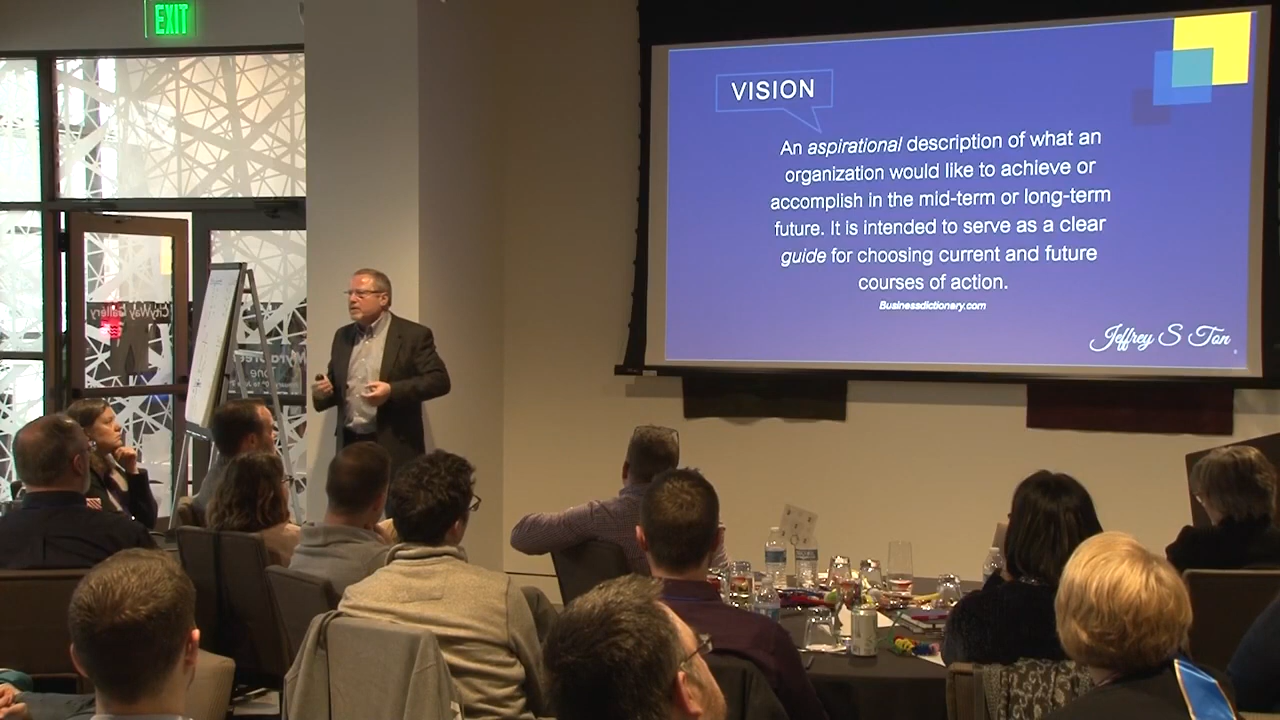 EXIT
VISION
An aspirational description of what an
organization would like to achieve or
accomplish in the mid-term or long-term
future. It is intended to serve as a clear
guide for choosing current and future
courses of action.
Businessdictionary.com
Jeffrey S Ton
CityWay Gallery